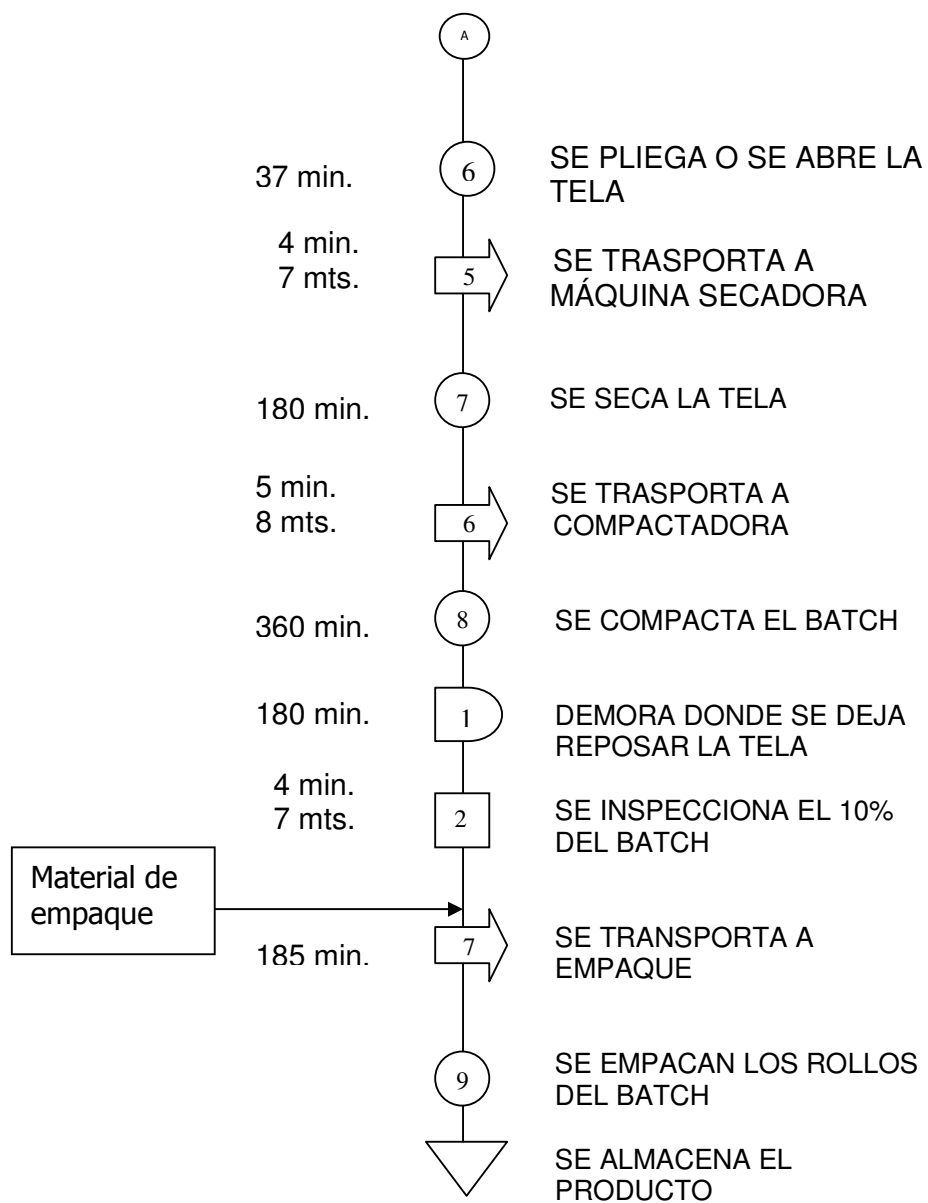 A
37 min.
6
SE PLIEGA O SE ABRE LA
TELA
4 min.
7 mts.
5
SE TRASPORTA A
MÁQUINA SECADORA
180 min.
7
SE SECA LA TELA
5 min.
8 mts.
6
SE TRASPORTA A
COMPACTADORA
360 min.
8
SE COMPACTA EL BATCH
180 min.
1
DEMORA DONDE SE DEJA
REPOSAR LA TELA
4 min.
7 mts.
2
SE INSPECCIONA EL 10%
DEL BATCH
Material de
empaque
185 min.
7
SE TRANSPORTA A
EMPAQUE
9
SE EMPACAN LOS ROLLOS
DEL BATCH
SE ALMACENA EL
PRODUCTO